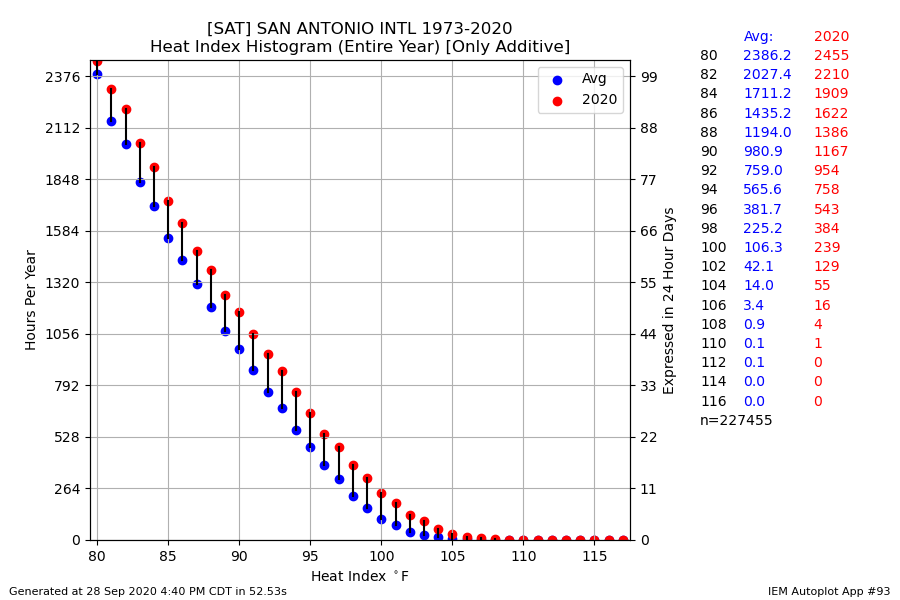 [SAT] SAN ANTONIO INTL 1973-2020
Heat Index Histogram (Entire Year) [Only Additive]
Avg
2020
Hours Per Year
2376
2112
1848
1584
1320
1056
792
528
264
0
80 85 90 95 100 105 110 115
Heat Index °F
99
88
77
66
55
44
33
22
11
0
Expressed in 24 Hour Days
Avg: 2020
80 2386.2 2455
82 2027.4 2210
84 1711.2 1909
86 1435.2 1622
88 1194.0 1386
90 980.9 1167
92 759.0 954
94 565.6 758
96 381.7 543
98 225.2 384
100 106.3 239
102 42.1 129
104 14.0 55
106 3.4 16
108 0.9 4
110 0.1 1
112 0.1 0
114 0.0 0
116 0.0 0
n=227455
Generated at 28 Sep 2020 4:40 PM CDT in 52.53s
IEM Autoplot App #93